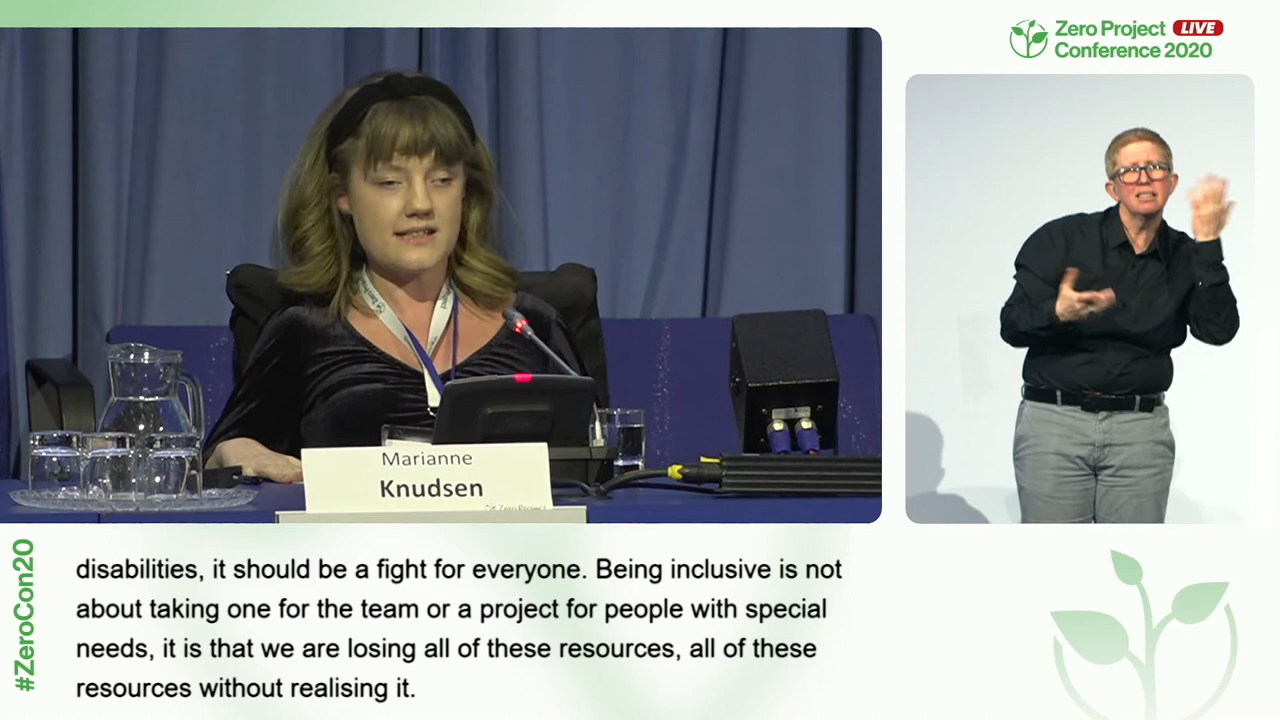 Zero Project LIVE
Conference 2020
Marianne
Knudsen
Zero Project
#ZeroCon20
disabilities, it should be a fight for everyone. Being inclusive is not
about taking one for the team or a project for people with special
needs, it is that we are losing all of these resources, all of these
resources without realising it.